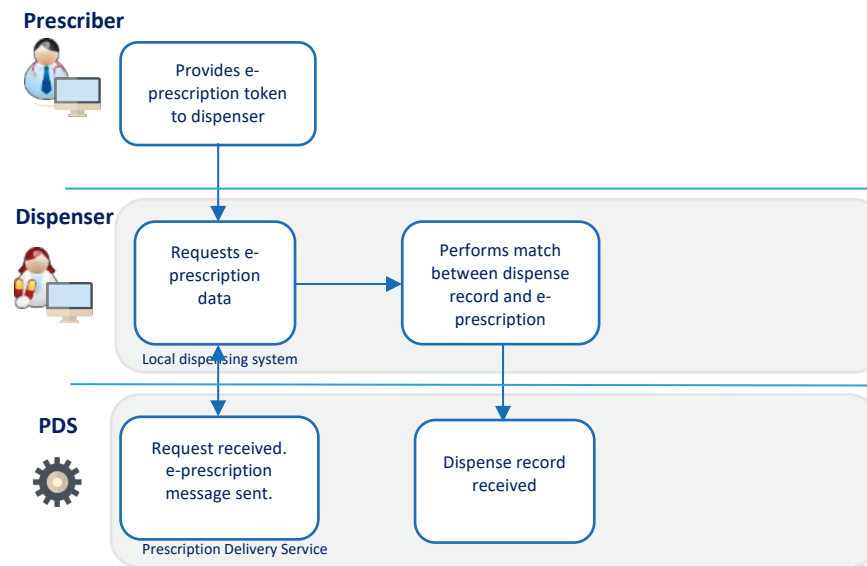 Prescriber
Provides e-
prescription token
to dispenser
Dispenser
Requests e-
prescription
data
Performs match
between dispense
record and e-
prescription
Local dispensing system
PDS
Request received.
e-prescription
message sent.
Dispense record
received
Prescription Delivery Service